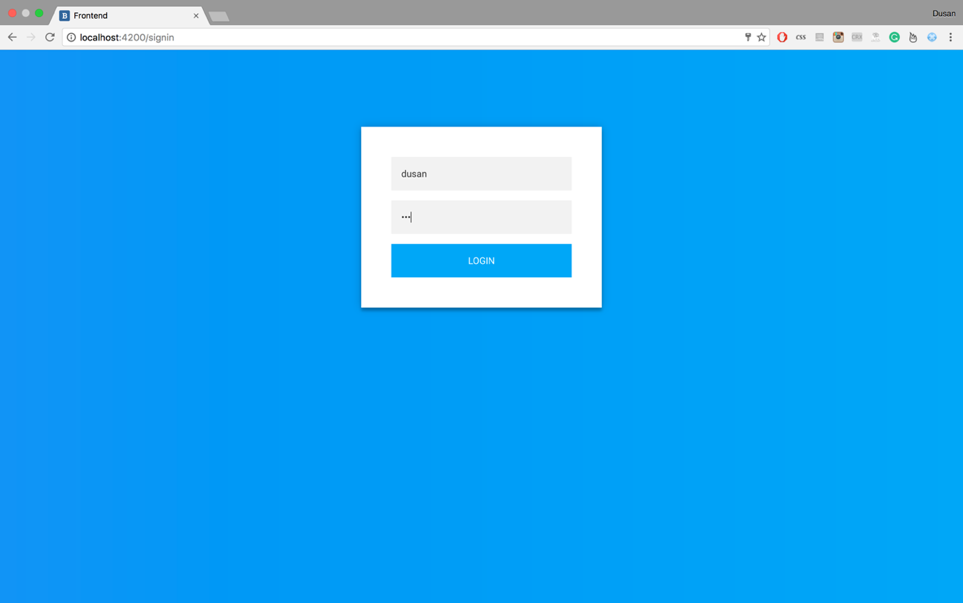 B Frontend
Dusan
localhost:4200/signin
css
dusan
•••
LOGIN